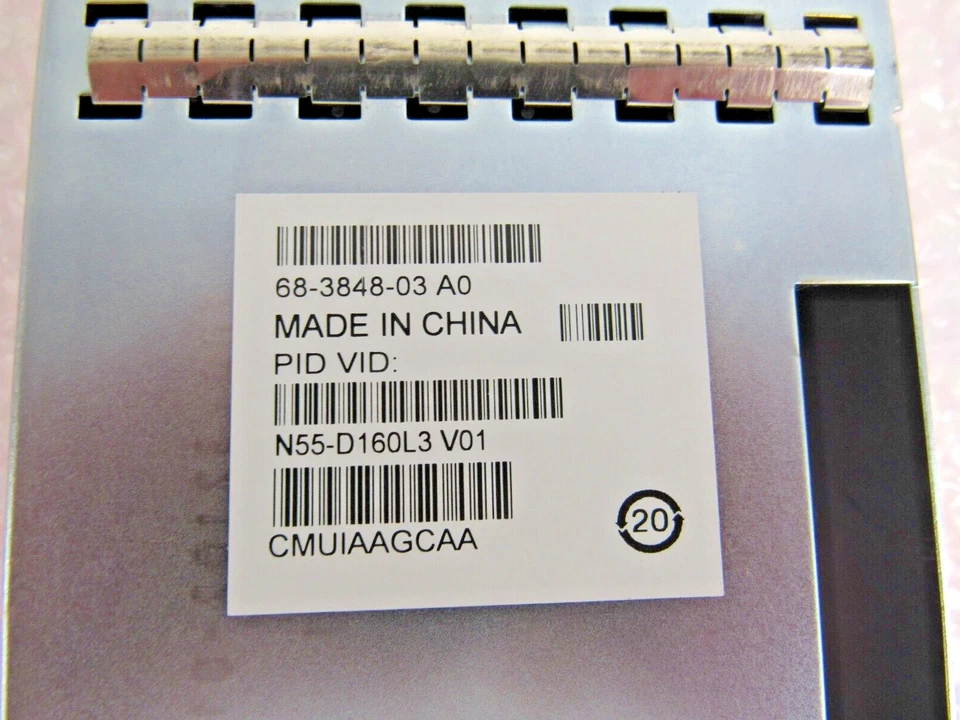 68-3848-03 A0
MADE IN CHINA
PID VID:
N55-D160L3 V01
CMUIAAGCAA
20